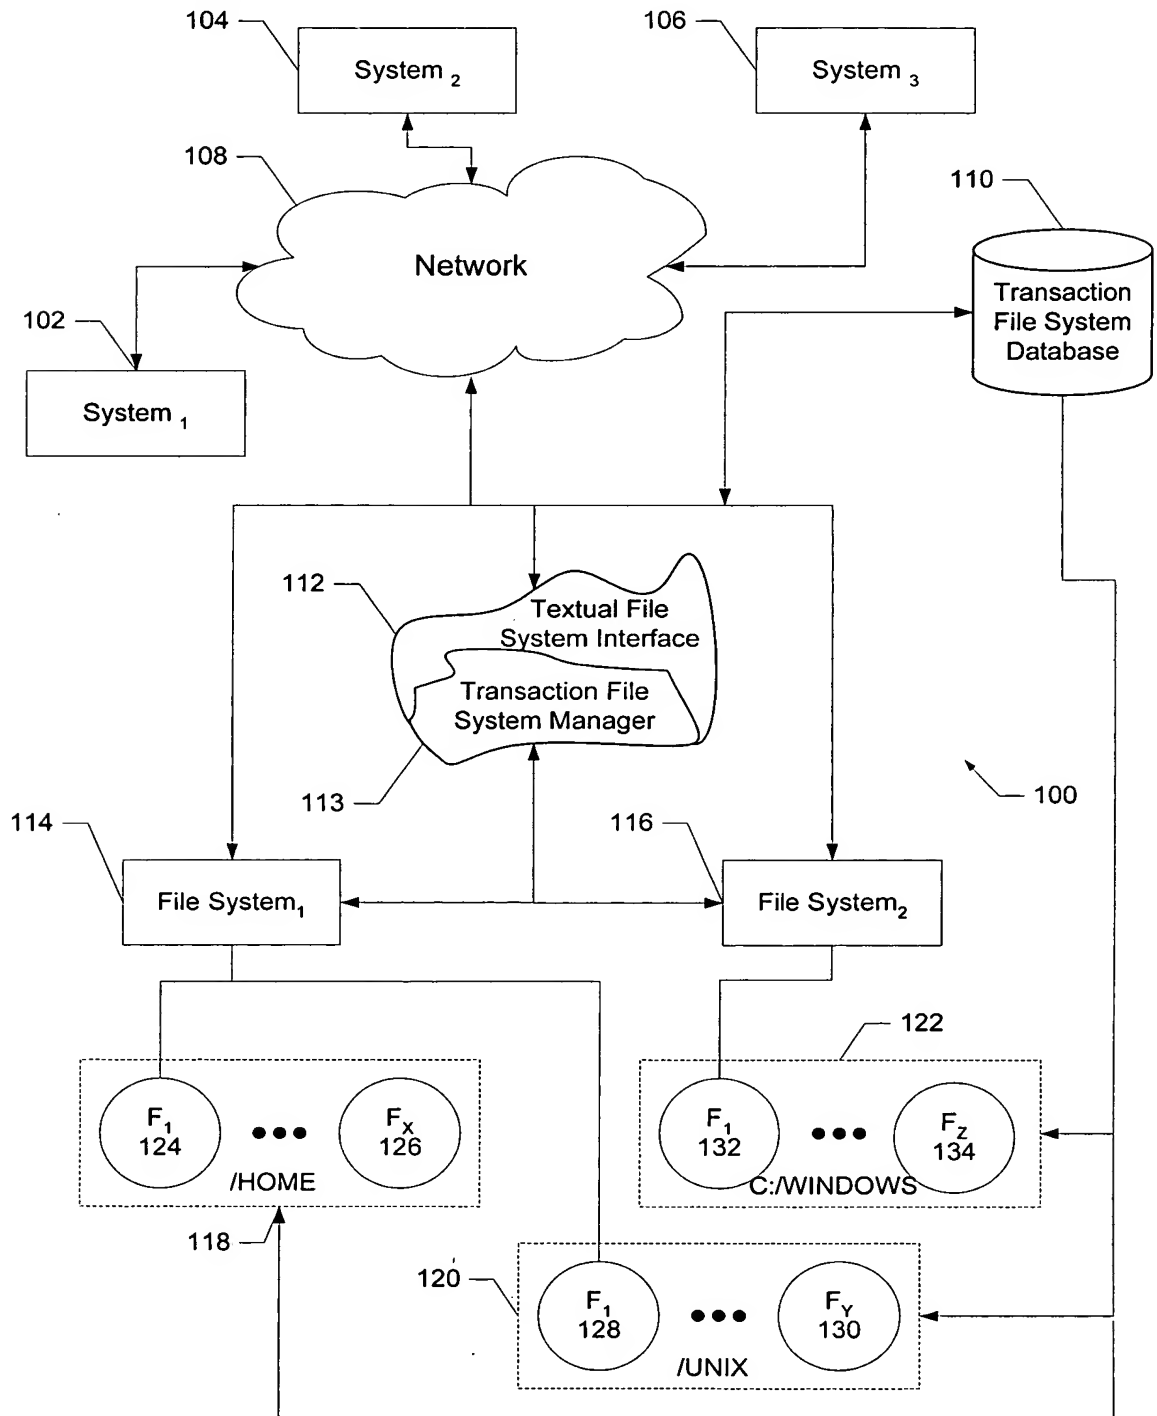 104
System 2
106
System 3
108
110
Network
Transaction
File System
Database
102
System 1
112
Textual File
System Interface
Transaction File
System Manager
113
100
114
116
File System1
File System2
122
F1
124
FX
126
/HOME
F1
132
FZ
134
C:/WINDOWS
118
120
F1
128
FY
130
/UNIX